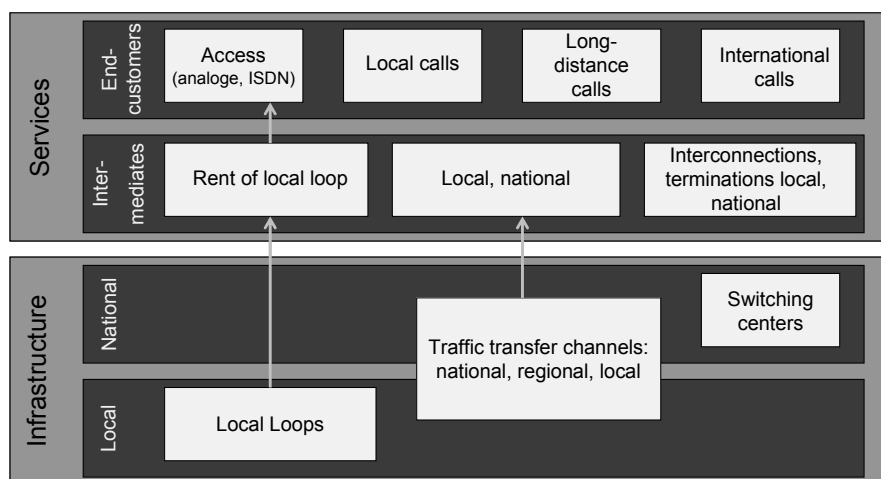 Services
End-
customers
Access
(analoge, ISDN)
Local calls
Long-
distance
calls
International
calls
Inter-
mediates
Rent of local loop
Local, national
Interconnections,
terminations local,
national
Infrastructure
National
Switching
centers
Traffic transfer channels:
national, regional, local
Local
Local Loops